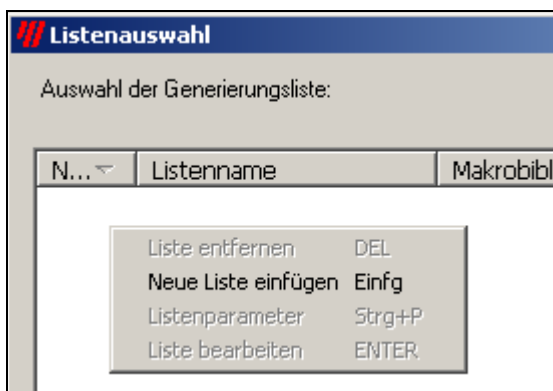 Listenauswahl
Auswahl der Generierungsliste:
N... Listenname Makrobibl
Liste entfernen DEL
Neue Liste einfügen Einfg
Listenparameter Strg+P
Liste bearbeiten ENTER